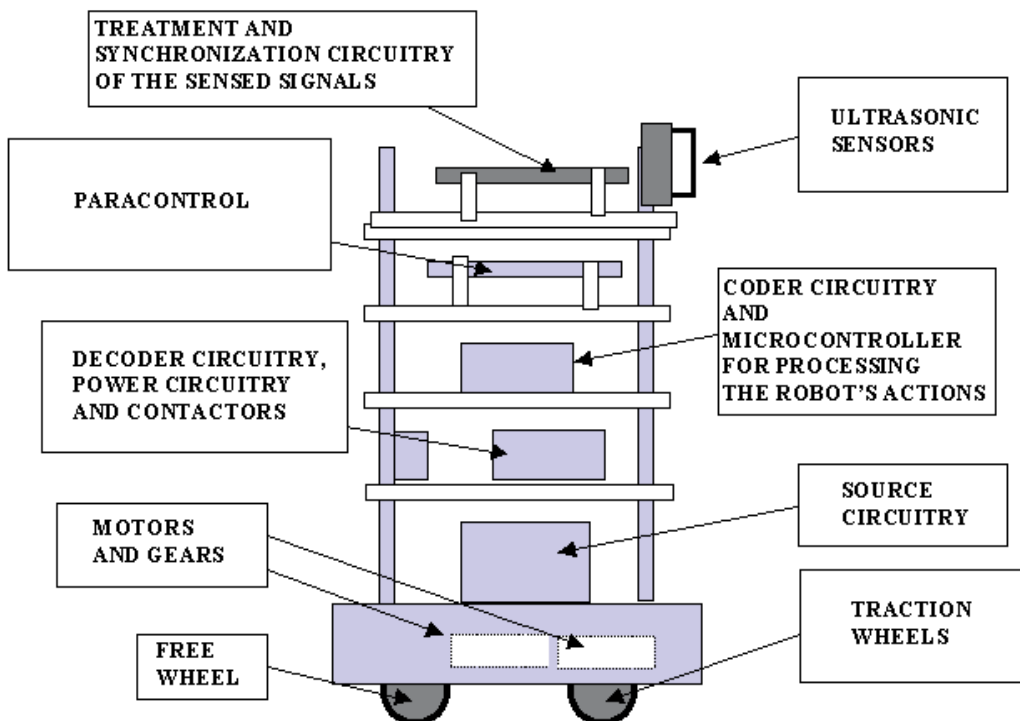 TREATMENT AND
SYNCHRONIZATION CIRCUITRY
OF THE SENSED SIGNALS
ULTRASONIC
SENSORS
PARACONTROL
CODER CIRCUITRY
AND
MICROCONTROLLER
FOR PROCESSING
THE ROBOT'S ACTIONS
DECODER CIRCUITRY,
POWER CIRCUITRY
AND CONTACTORS
SOURCE
CIRCUITRY
MOTORS
AND GEARS
TRACTION
WHEELS
FREE
WHEEL